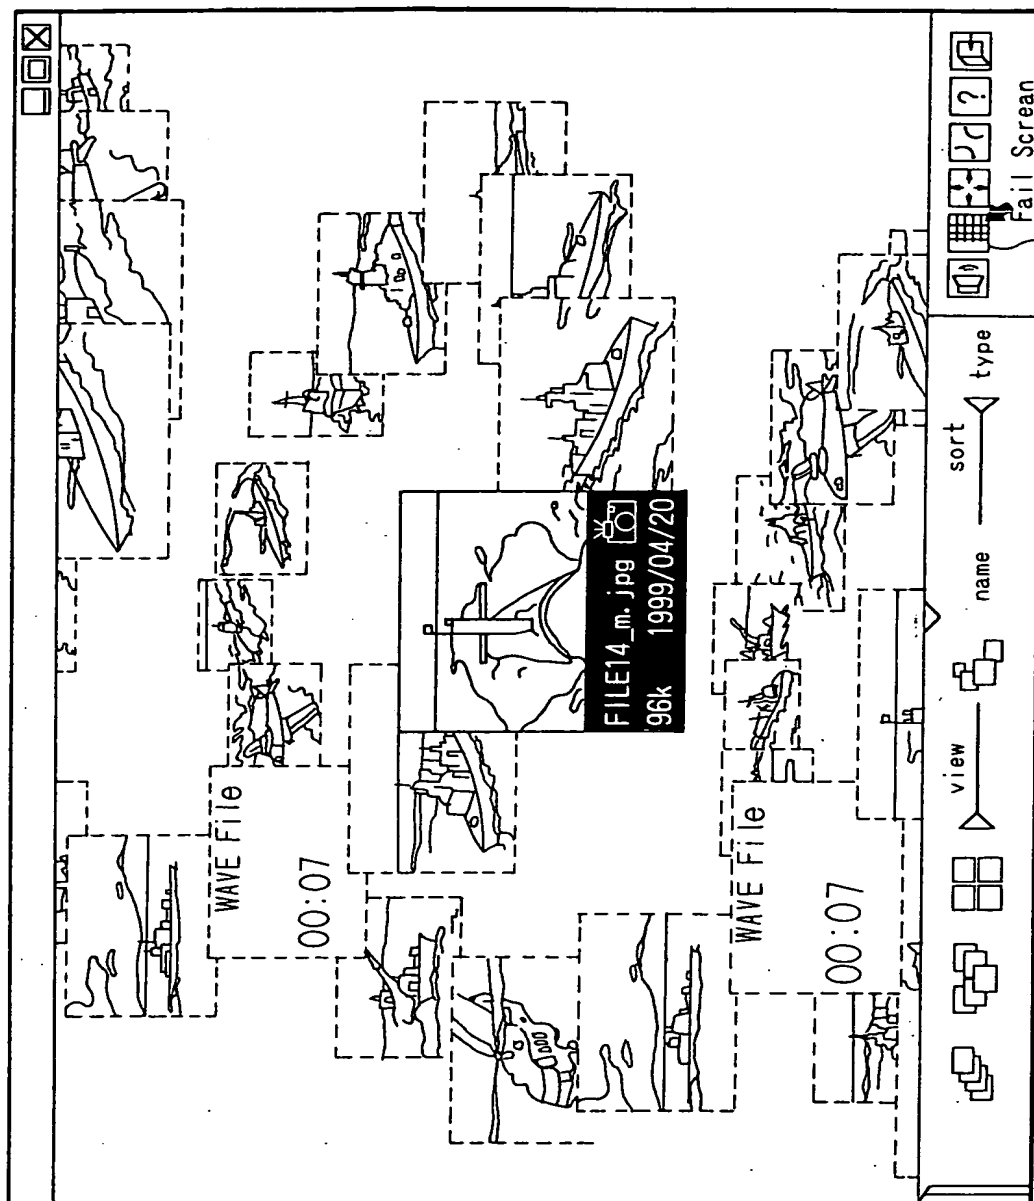 WAVE File
00:07
FILE14_m.jpg
96k 1999/04/20
WAVE File
00:07
view name sort type
?
Fail Screan